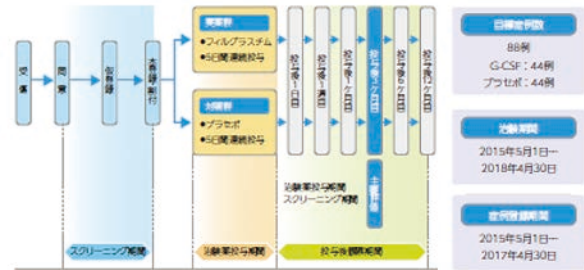 受傷
同意
仮登録
本登録・割付
実薬群
●フィルグラスチム
●5日間連続投与
対照群
●プラセボ
●5日間連続投与
投与後1日目
投与後1週目
投与後1ヶ月目
投与後3ヶ月目
投与後6ヶ月目
投与後12ヶ月目
主要評価
治験薬投与期間
スクリーニング期間
スクリーニング期間
治験薬投与期間
投与後観察期間
目標症例数
88例
G-CSF：44例
プラセボ：44例
治験期間
2015年5月1日〜
2018年4月30日
症例登録期間
2015年5月1日〜
2017年4月30日